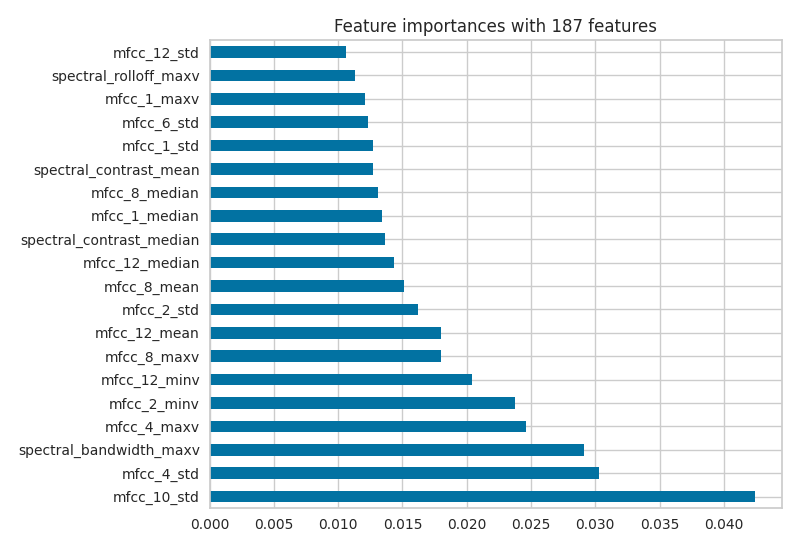 Feature importances with 187 features
mfcc_12_std
spectral_rolloff_maxv
mfcc_1_maxv
mfcc_6_std
mfcc_1_std
spectral_contrast_mean
mfcc_8_median
mfcc_1_median
spectral_contrast_median
mfcc_12_median
mfcc_8_mean
mfcc_2_std
mfcc_12_mean
mfcc_8_maxv
mfcc_12_minv
mfcc_2_minv
mfcc_4_maxv
spectral_bandwidth_maxv
mfcc_4_std
mfcc_10_std
0.000 0.005 0.010 0.015 0.020 0.025 0.030 0.035 0.040